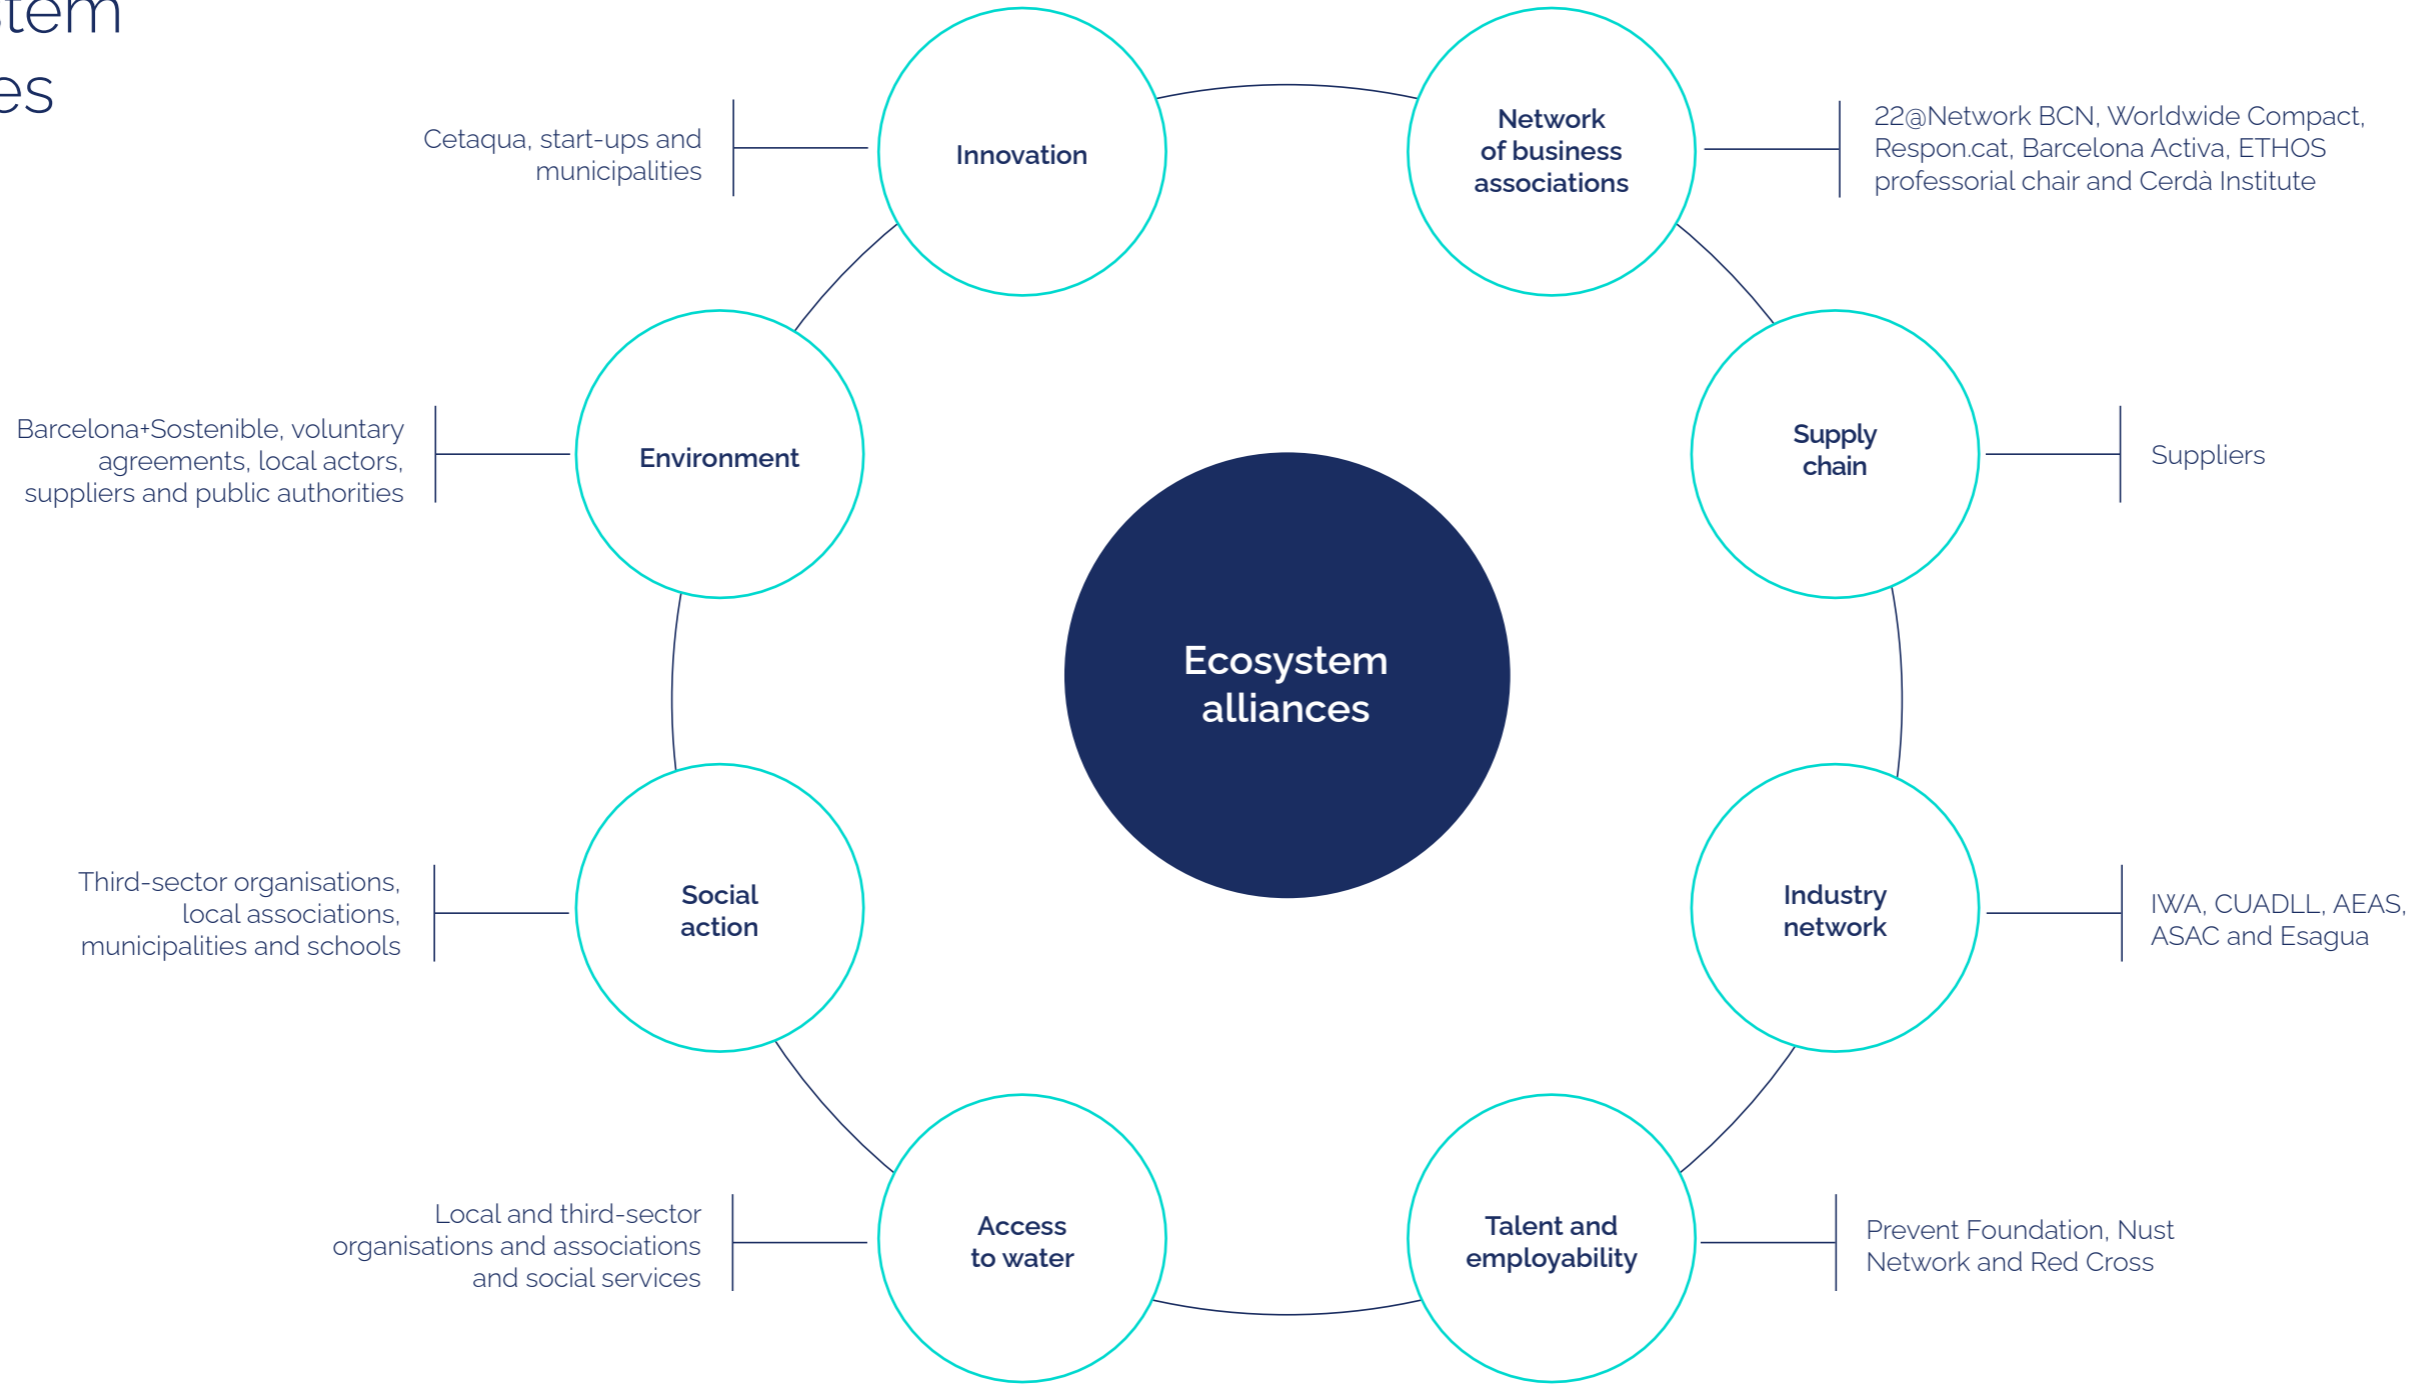 Cetaqua, start-ups and
municipalities
Innovation
Network
of business
associations
22@Network BCN, Worldwide Compact,
Respon.cat, Barcelona Activa, ETHOS
professorial chair and Cerdà Institute
Barcelona+Sostenible, voluntary
agreements, local actors,
suppliers and public authorities
Environment
Supply
chain
Suppliers
Ecosystem
alliances
Third-sector organisations,
local associations,
municipalities and schools
Social
action
Industry
network
IWA, CUADLL, AEAS,
ASAC and Esagua
Local and third-sector
organisations and associations
and social services
Access
to water
Talent and
employability
Prevent Foundation, Nust
Network and Red Cross